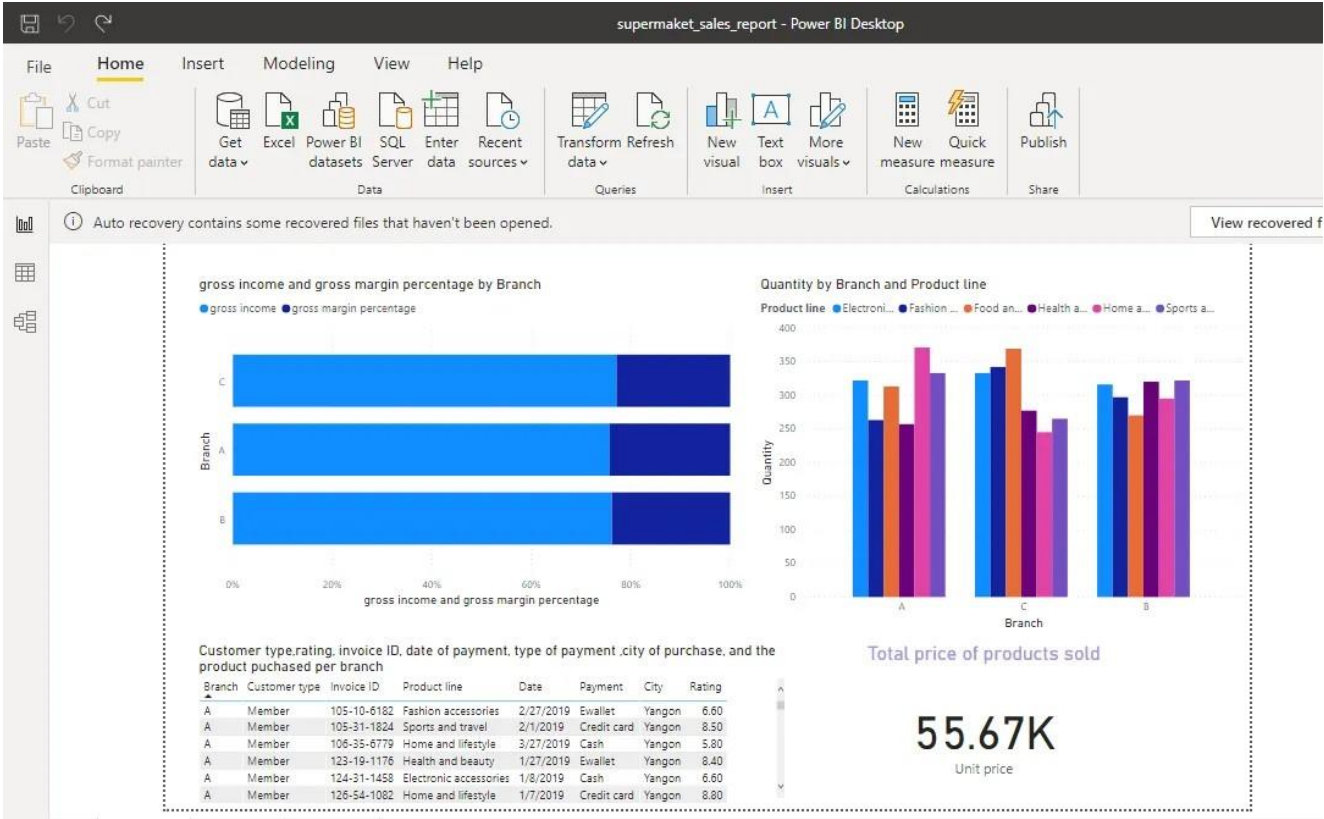 supermaket_sales_report - Power BI Desktop
File Home Insert Modeling View Help
Paste
Cut
Copy
Format painter
Clipboard
Get data
Excel
Power BI datasets
SQL Server
Enter data
Recent sources
Data
Transform data
Refresh
Queries
New visual
Text box
More visuals
Insert
New measure
Quick measure
Calculations
Publish
Share
Auto recovery contains some recovered files that haven't been opened.
View recovered f
gross income and gross margin percentage by Branch
gross income gross margin percentage
Branch
C
A
B
0% 20% 40% 60% 80% 100%
gross income and gross margin percentage
Quantity by Branch and Product line
Product line Electroni... Fashion ... Food an... Health a... Home a... Sports a...
Quantity
400
350
300
250
200
150
100
50
0
A C B
Branch
Customer type,rating, invoice ID, date of payment, type of payment ,city of purchase, and the
product puchased per branch
Branch Customer type Invoice ID Product line Date Payment City Rating
A Member 105-10-6182 Fashion accessories 2/27/2019 Ewallet Yangon 6.60
A Member 105-31-1824 Sports and travel 2/1/2019 Credit card Yangon 8.50
A Member 106-35-6779 Home and lifestyle 3/27/2019 Cash Yangon 5.80
A Member 123-19-1176 Health and beauty 1/27/2019 Ewallet Yangon 8.40
A Member 124-31-1458 Electronic accessories 1/8/2019 Cash Yangon 6.60
A Member 126-54-1082 Home and lifestyle 1/7/2019 Credit card Yangon 8.80
Total price of products sold
55.67K
Unit price